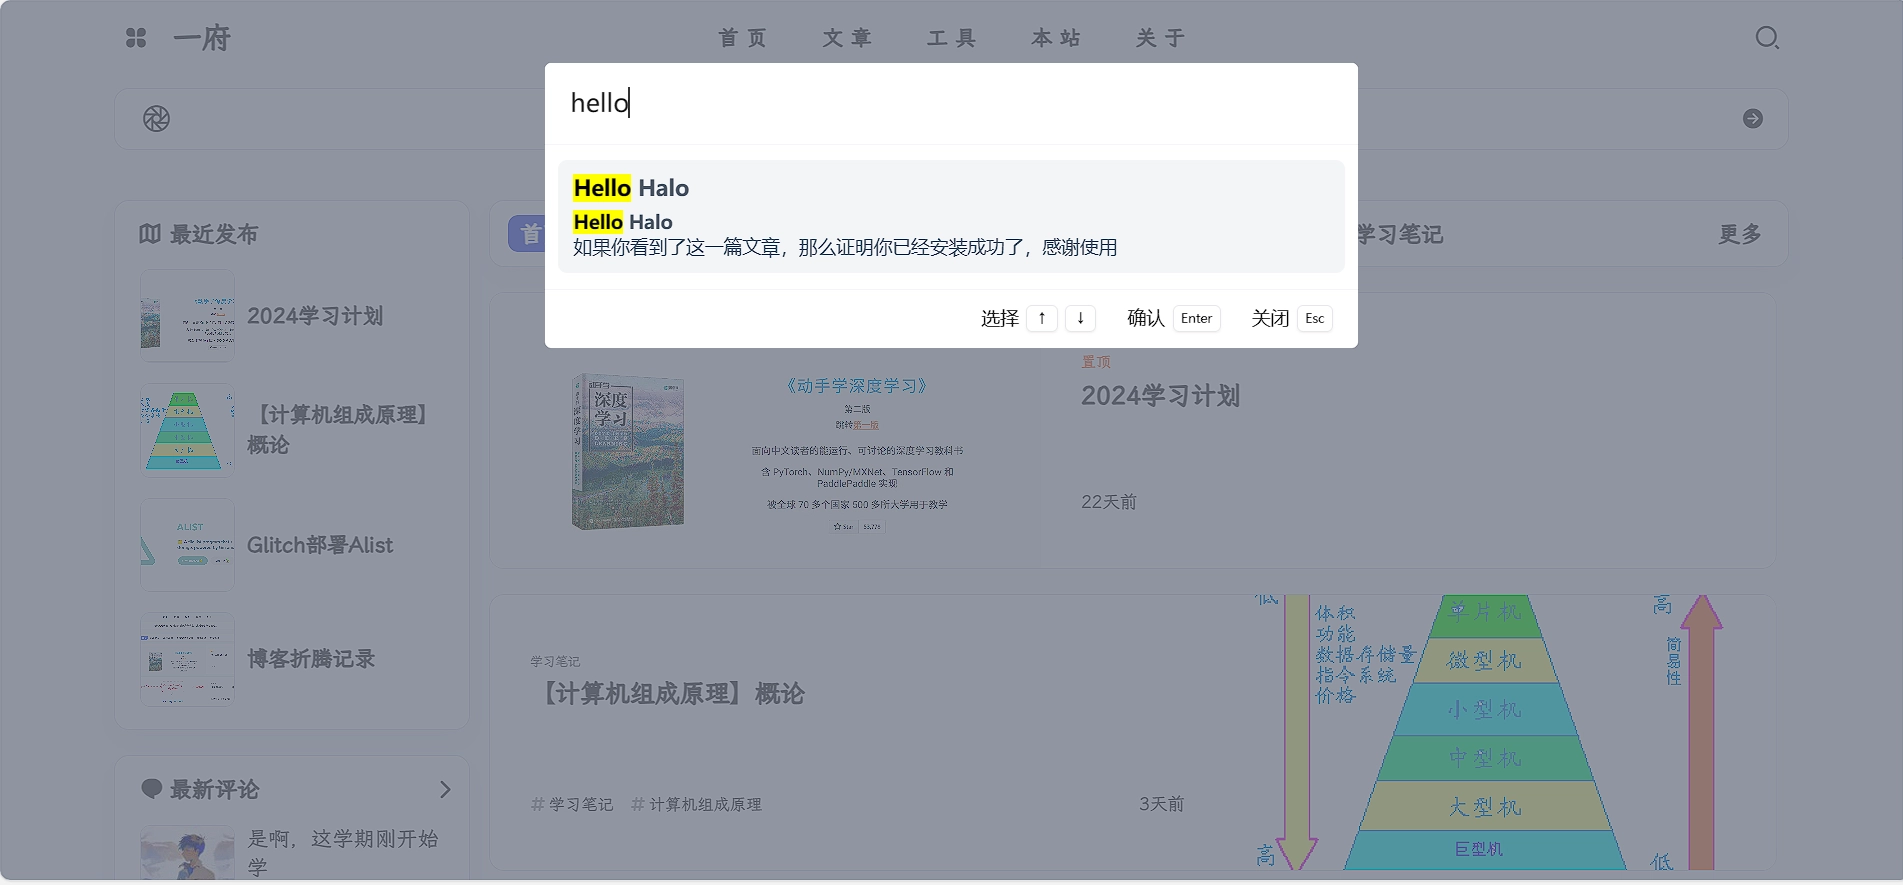 一府
首页
文章
工具
本站
关于
hello
Hello Halo
Hello Halo
如果你看到了这一篇文章，那么证明你已经安装成功了，感谢使用
选择 ↑ ↓ 确认 Enter 关闭 Esc
最近发布
2024学习计划
【计算机组成原理】
概论
ALIST
Glitch部署Alist
博客折腾记录
最新评论
是啊，这学期刚开始
学
首
学习笔记
更多
深度
学习
《动手学深度学习》
第二版
跳转第一版
面向中文读者的能运行、可讨论的深度学习教科书
含 PyTorch、NumPy/MXNet、TensorFlow 和
PaddlePaddle 实现
被全球 70 多个国家 500 多所大学用于教学
Star
置顶
2024学习计划
22天前
学习笔记
【计算机组成原理】概论
# 学习笔记 # 计算机组成原理
3天前
低
体积
功能
数据存储量
指令系统
价格
高
单片机
微型机
小型机
中型机
大型机
巨型机
高
简易性
低